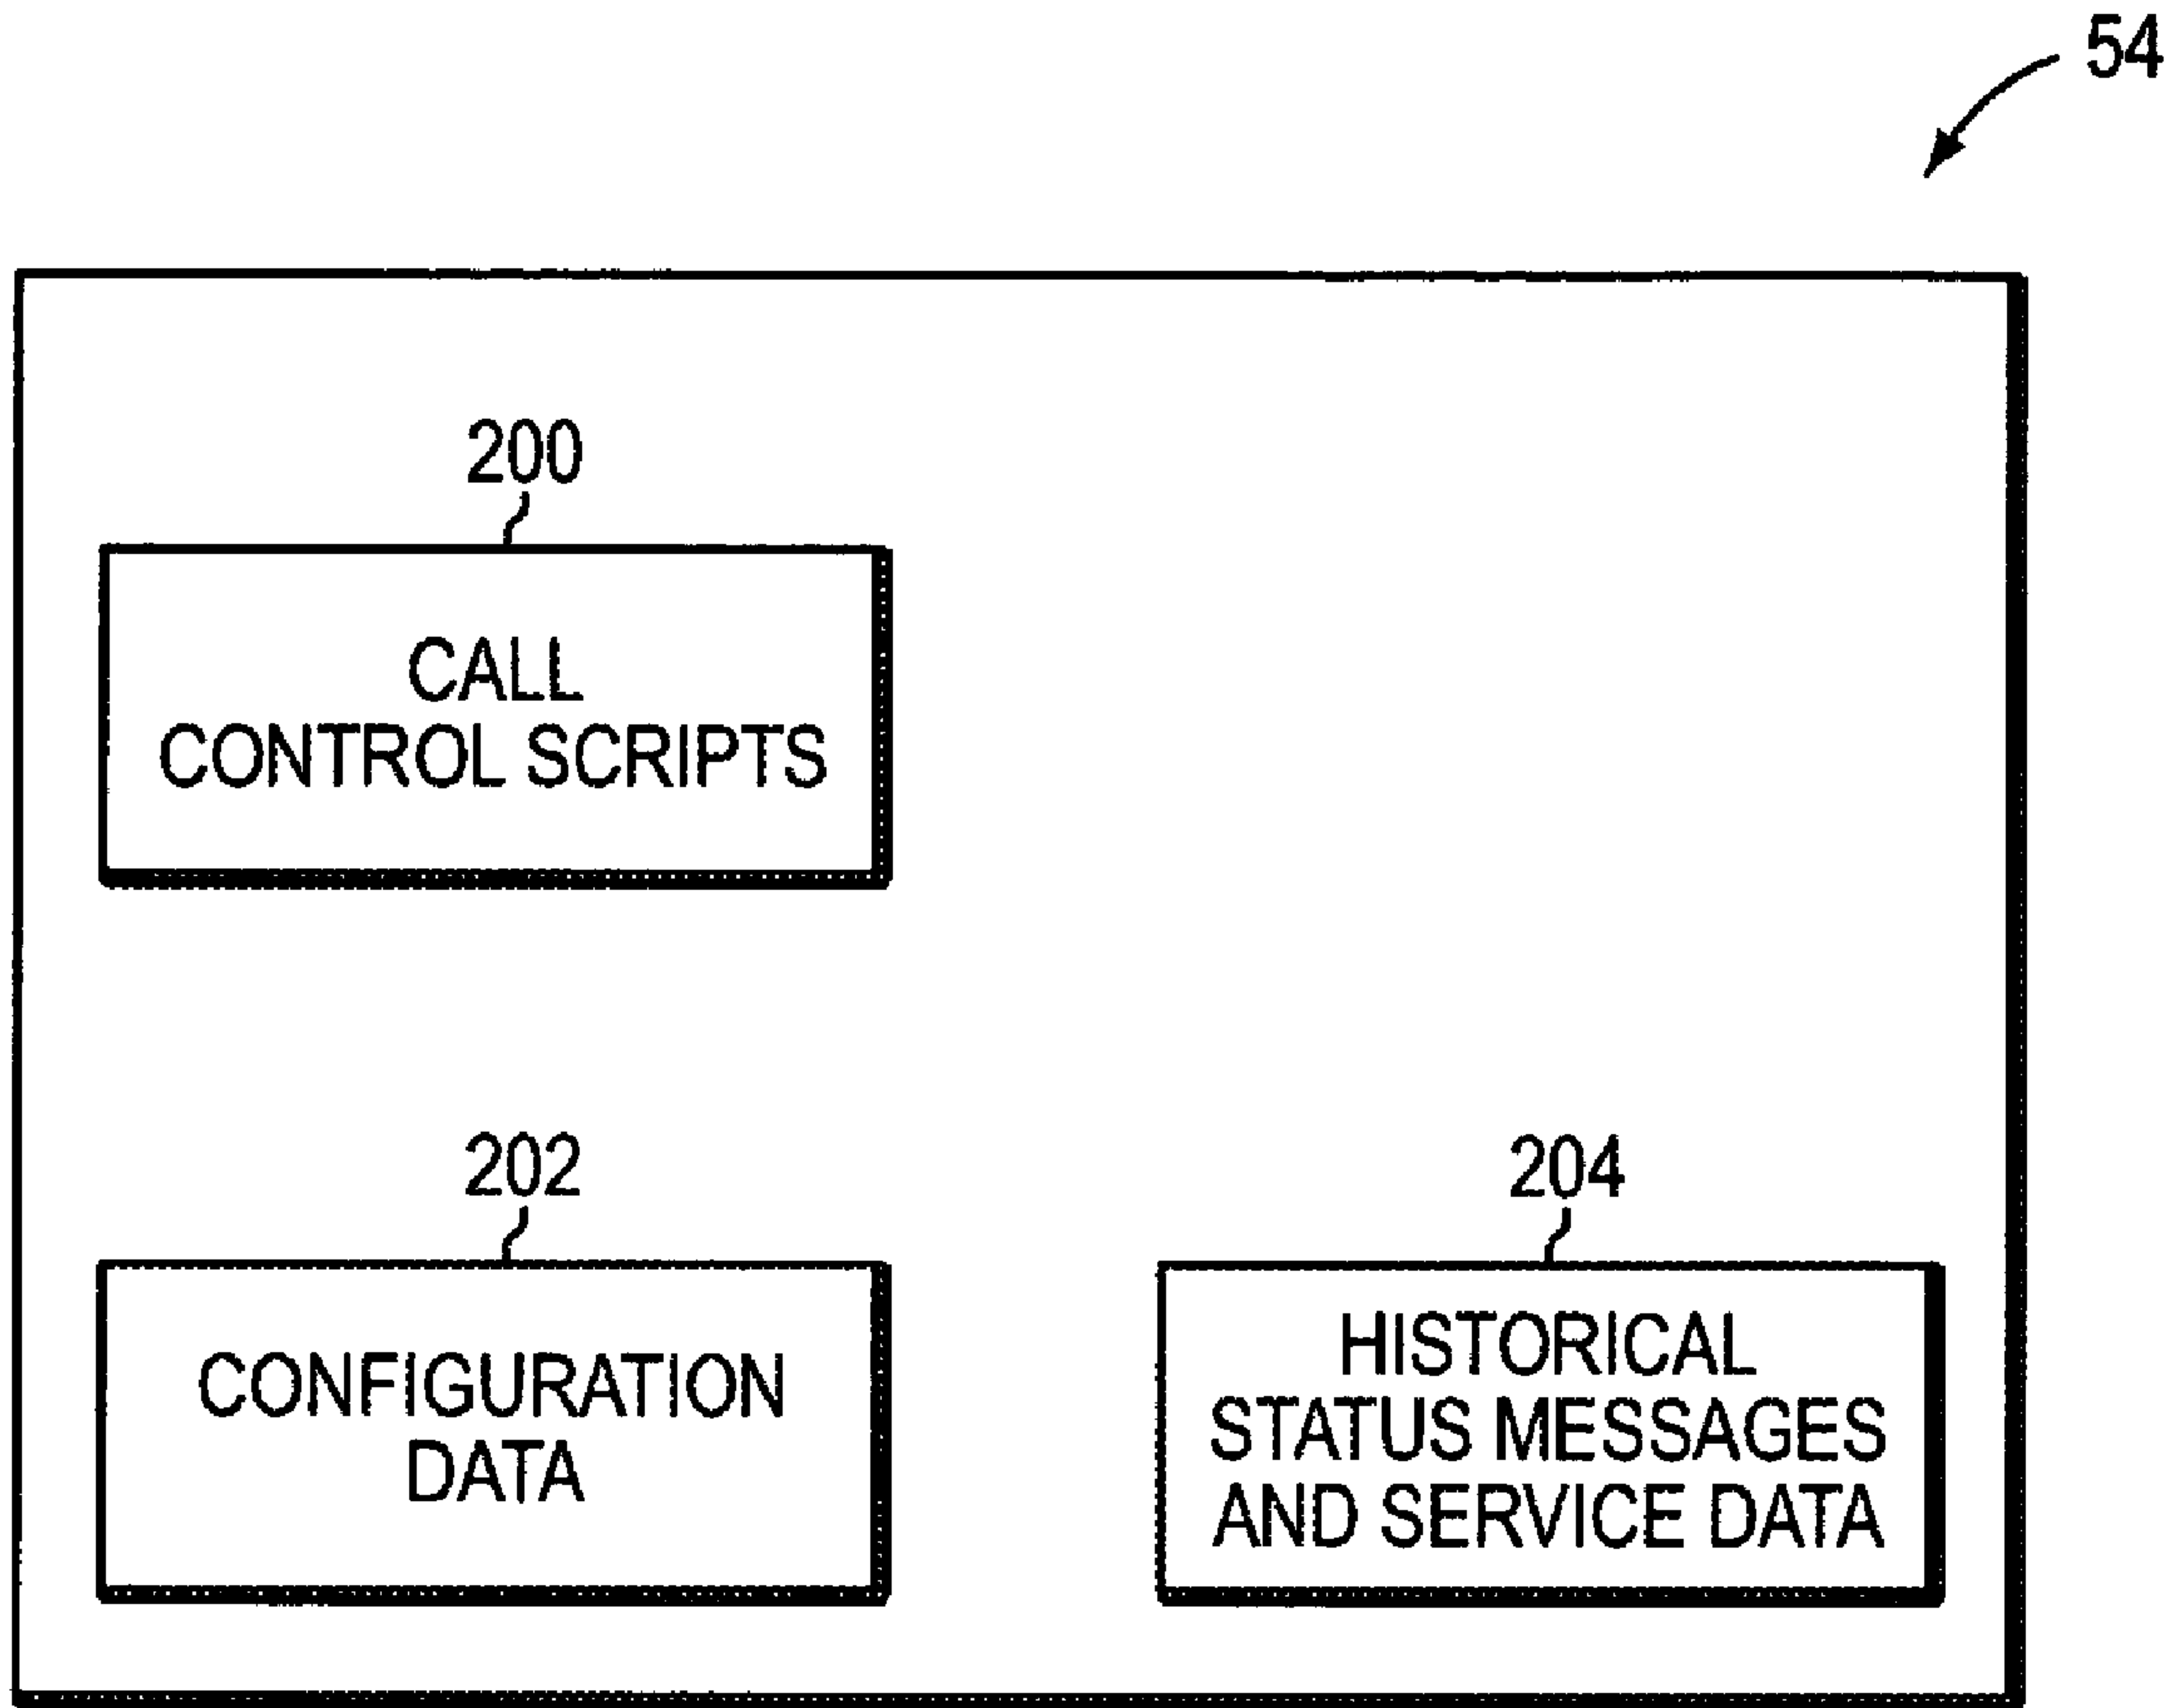 54
200
CALL
CONTROL SCRIPTS
202
CONFIGURATION
DATA
204
HISTORICAL
STATUS MESSAGES
AND SERVICE DATA